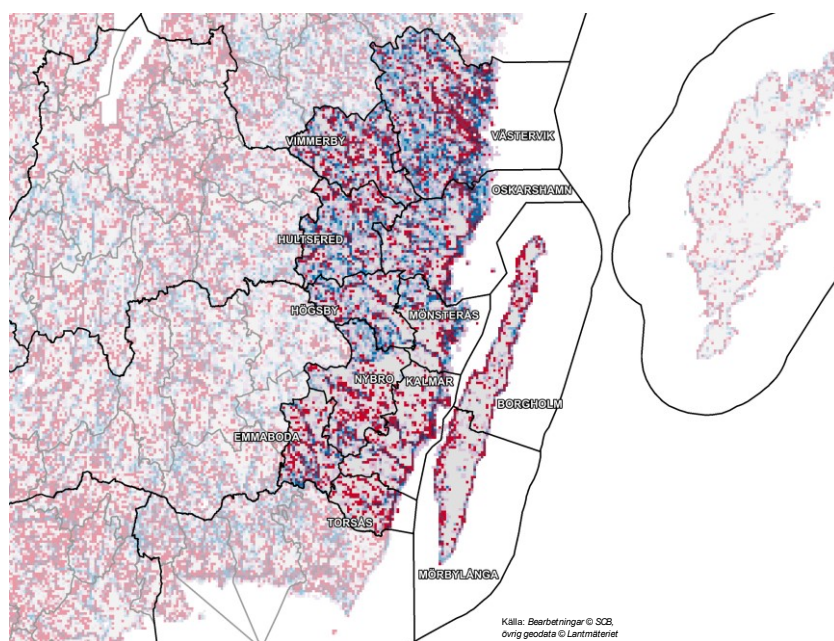 VÄSTERVIK
VIMMERBY
OSKARSHAMN
HULTSFRED
HÖGSBY
MÖNSTERÅS
NYBRO
KALMAR
BORGHOLM
EMMABODA
TORSÅS
MÖRBYLÅNGA
Källa: Bearbetningar © SCB,
övrig geodata © Lantmäteriet